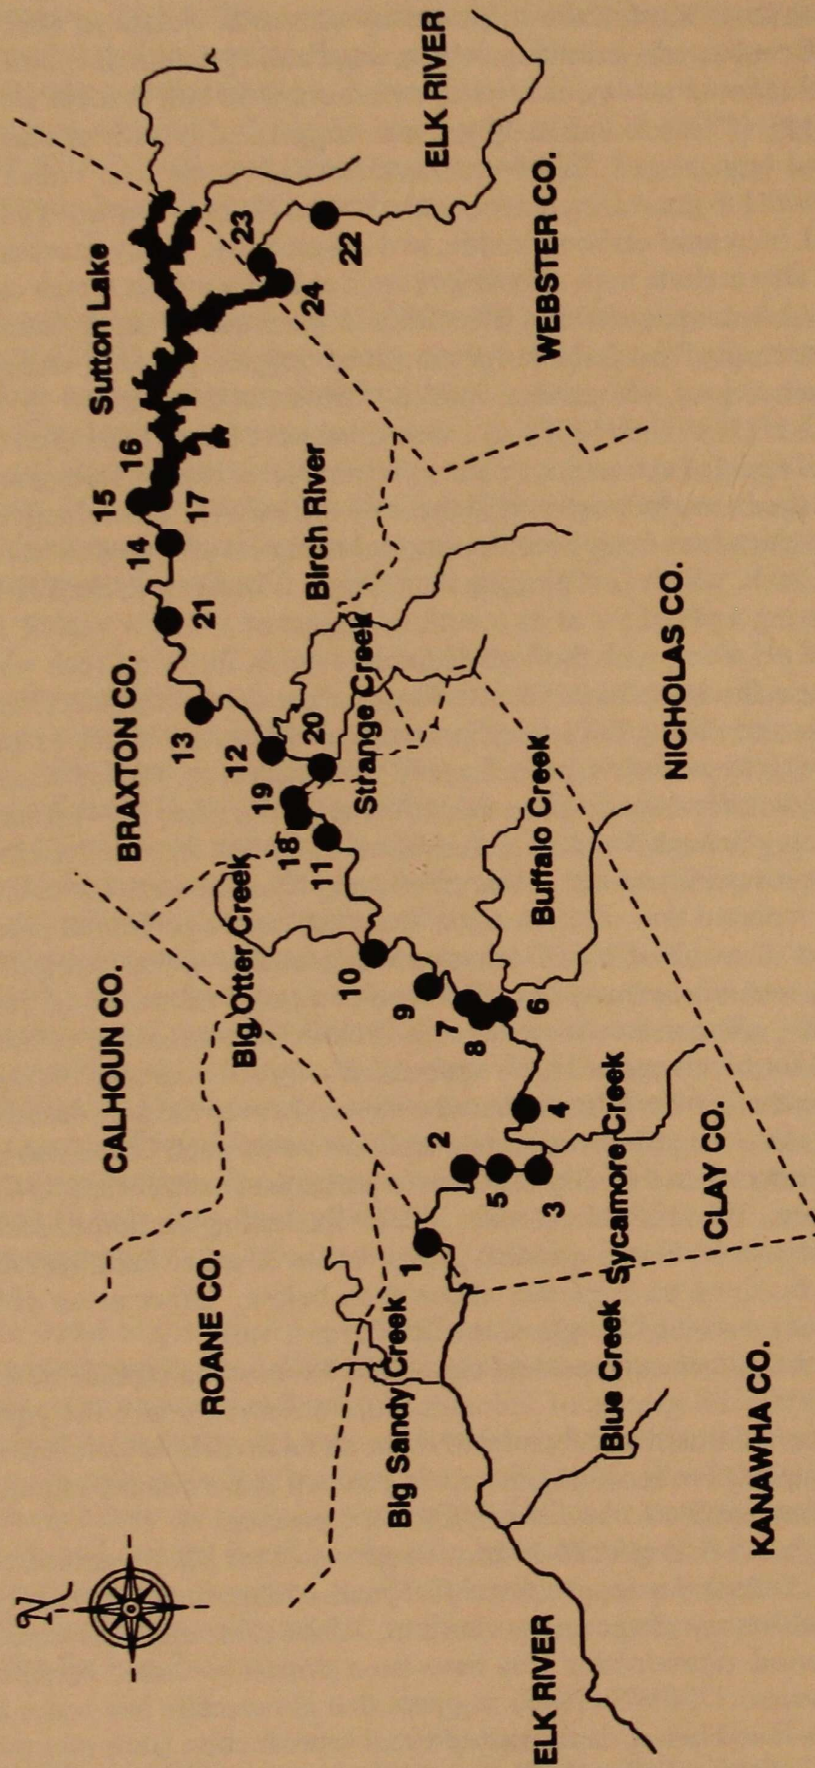 N
CALHOUN CO.
BRAXTON CO.
Sutton Lake
ROANE CO.
Big Otter Creek
Birch River
ELK RIVER
Big Sandy Creek
Strange Creek
WEBSTER CO.
Buffalo Creek
ELK RIVER
Blue Creek
Sycamore Creek
CLAY CO.
NICHOLAS CO.
KANAWHA CO.
1
2
5
3
4
8
7
6
9
10
11
18
19
20
12
13
21
14
15
16
17
24
23
22